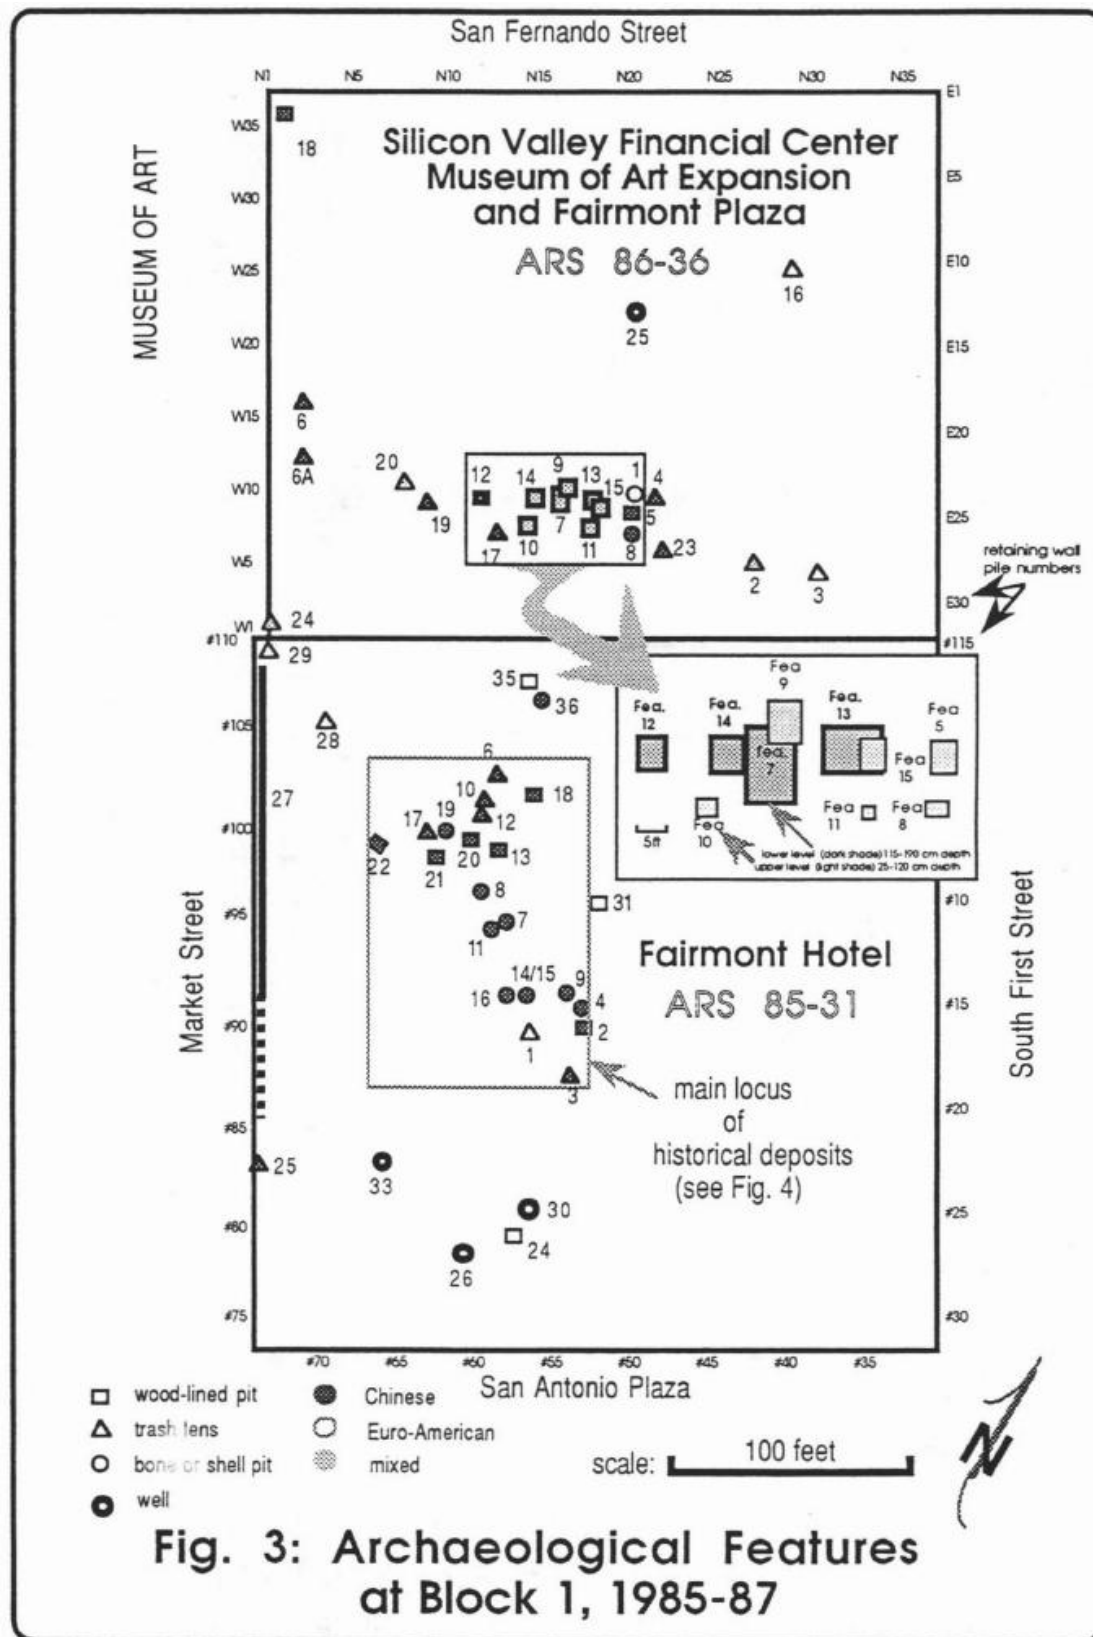 San Fernando Street
N1 N5 N10 N15 N20 N25 N30 N35
E1
W35
18
MUSEUM OF ART
Silicon Valley Financial Center
Museum of Art Expansion
and Fairmont Plaza
ARS 86-36
E5
W30
W25
E10
16
25
W20
E15
W15
6
E20
6A
20
W10
19
12 14 9 13 15 1 4
17 10 7 11 5 8 23
E25
W5
2
3
retaining wall
pile numbers
E30
W1
24
#110
#115
29
35
36
#105
28
Fea
9
Fea.
12
Fea.
14
Fea.
13
Fea
5
fea.
7
Fea
15
Fea
10
Fea
11
Fea
8
5ft
lower level (dark shade) 115-190 cm depth
upper level (light shade) 25-120 cm depth
27
6
10
18
#100
17
19
12
22
21
20
13
8
#95
7
11
31
#10
Market Street
South First Street
Fairmont Hotel
ARS 85-31
14/15
16
9
4
#15
#90
1
2
3
main locus
of
historical deposits
(see Fig. 4)
#20
#85
25
33
30
#25
#80
24
26
#75
#30
#70 #65 #60 #55 #50 #45 #40 #35
San Antonio Plaza
wood-lined pit
trash lens
bone or shell pit
well
Chinese
Euro-American
mixed
scale: 100 feet
N
Fig. 3: Archaeological Features
at Block 1, 1985-87